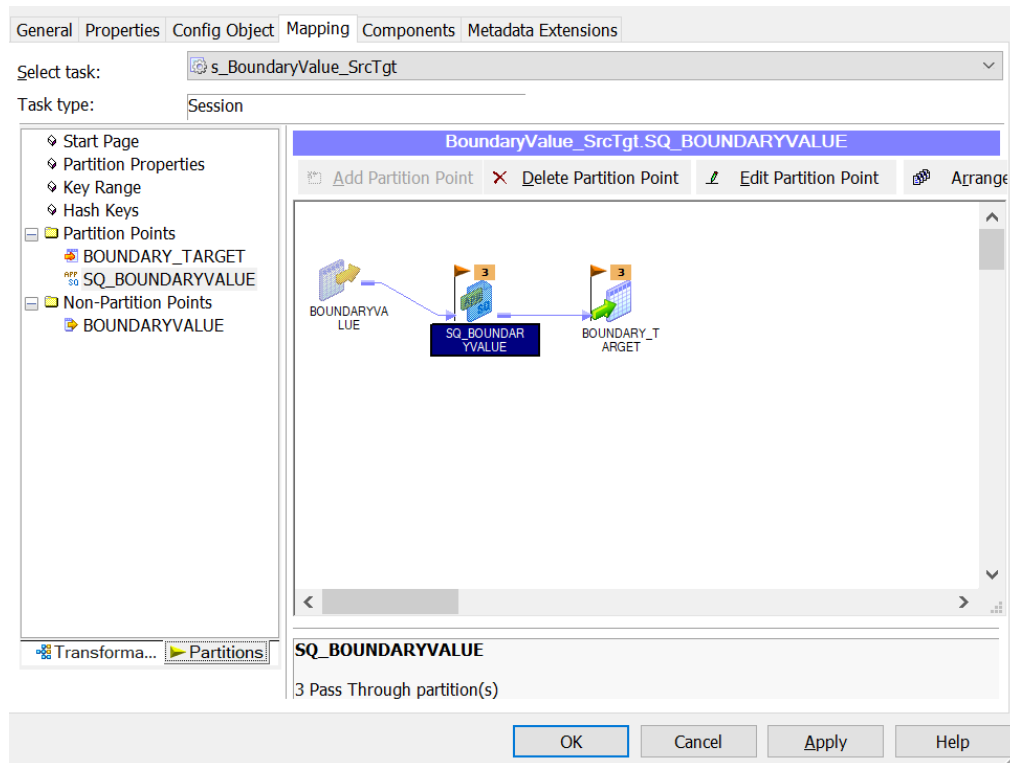 General Properties Config Object Mapping Components Metadata Extensions
Select task: s_BoundaryValue_SrcTgt
Task type: Session
Start Page
Partition Properties
Key Range
Hash Keys
Partition Points
BOUNDARY_TARGET
SQ_BOUNDARYVALUE
Non-Partition Points
BOUNDARYVALUE
Transforma... Partitions
BoundaryValue_SrcTgt.SQ_BOUNDARYVALUE
Add Partition Point Delete Partition Point Edit Partition Point Arrange
3 3
BOUNDARYVA
LUE
SQ_BOUNDAR
YVALUE
BOUNDARY_T
ARGET
SQ_BOUNDARYVALUE
3 Pass Through partition(s)
OK Cancel Apply Help